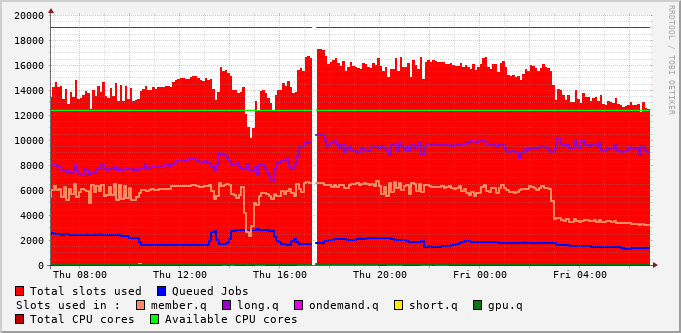 20000
18000
16000
14000
12000
10000
8000
6000
4000
2000
0
Thu 08:00 Thu 12:00 Thu 16:00 Thu 20:00 Fri 00:00 Fri 04:00
RRDTOOL / TOBI OETIKER
Total slots used Queued Jobs
Slots used in : member.q long.q ondemand.q short.q gpu.q
Total CPU cores Available CPU cores